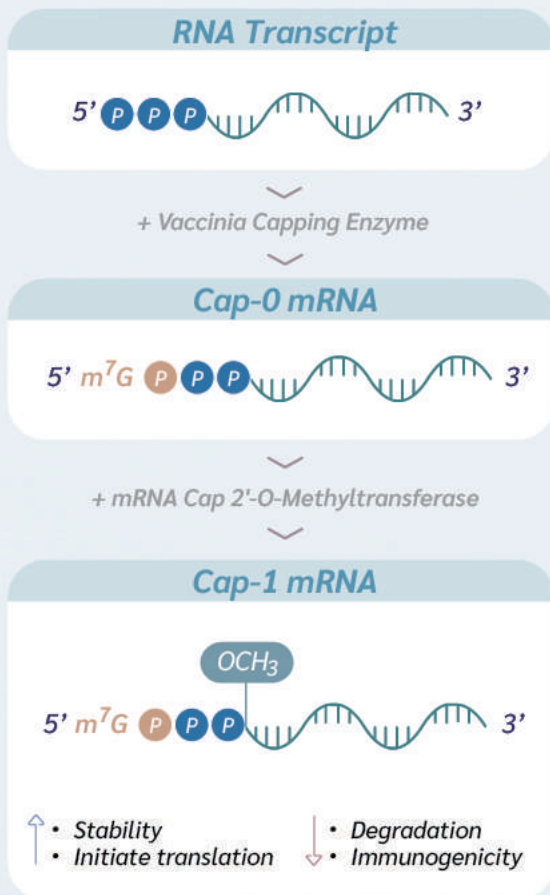 RNA Transcript
5' P P P 3'
+ Vaccinia Capping Enzyme
Cap-0 mRNA
5' m⁷G P P P 3'
+ mRNA Cap 2'-O-Methyltransferase
Cap-1 mRNA
OCH₃
5' m⁷G P P P 3'
• Stability
• Initiate translation
• Degradation
• Immunogenicity